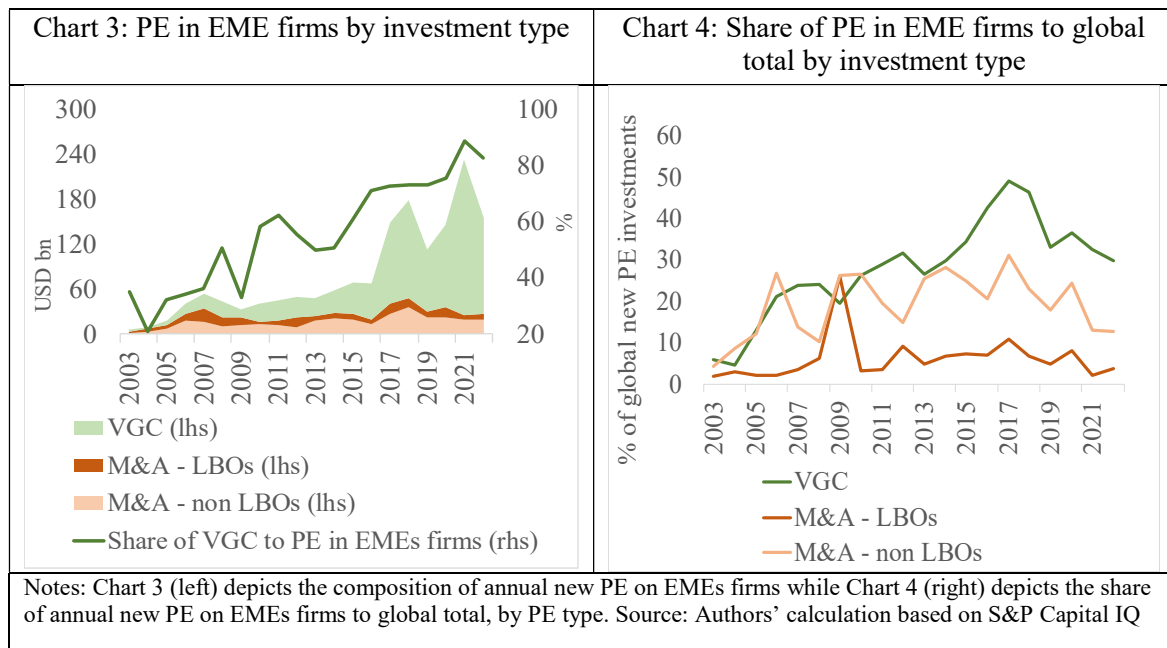 Chart 3: PE in EME firms by investment type
300
240
180
120
60
0
USD bn
100
80
60
40
20
%
2003
2005
2007
2009
2011
2013
2015
2017
2019
2021
VGC (lhs)
M&A - LBOs (lhs)
M&A - non LBOs (lhs)
Share of VGC to PE in EMEs firms (rhs)
Chart 4: Share of PE in EME firms to global
total by investment type
% of global new PE investments
60
50
40
30
20
10
0
2003
2005
2007
2009
2011
2013
2015
2017
2019
2021
VGC
M&A - LBOs
M&A - non LBOs
Notes: Chart 3 (left) depicts the composition of annual new PE on EMEs firms while Chart 4 (right) depicts the share
of annual new PE on EMEs firms to global total, by PE type. Source: Authors’ calculation based on S&P Capital IQ